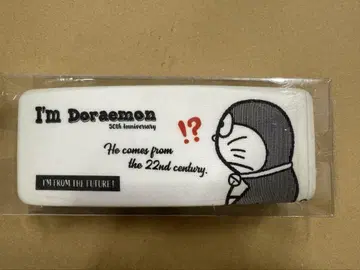 I'm Doraemon
50th anniversary
!?
He comes from
the 22nd century.
I'M FROM THE FUTURE !